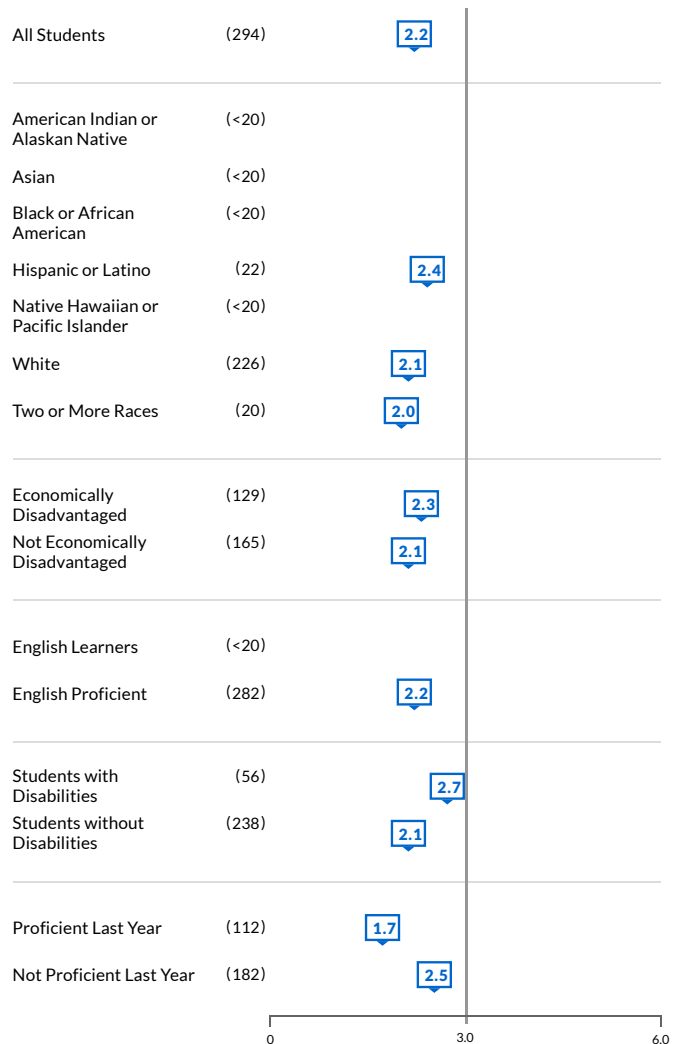 All Students (294) 2.2
American Indian or (<20)
Alaskan Native
Asian (<20)
Black or African (<20)
American
Hispanic or Latino (22) 2.4
Native Hawaiian or (<20)
Pacific Islander
White (226) 2.1
Two or More Races (20) 2.0
Economically (129) 2.3
Disadvantaged
Not Economically (165) 2.1
Disadvantaged
English Learners (<20)
English Proficient (282) 2.2
Students with (56) 2.7
Disabilities
Students without (238) 2.1
Disabilities
Proficient Last Year (112) 1.7
Not Proficient Last Year (182) 2.5
0 3.0 6.0